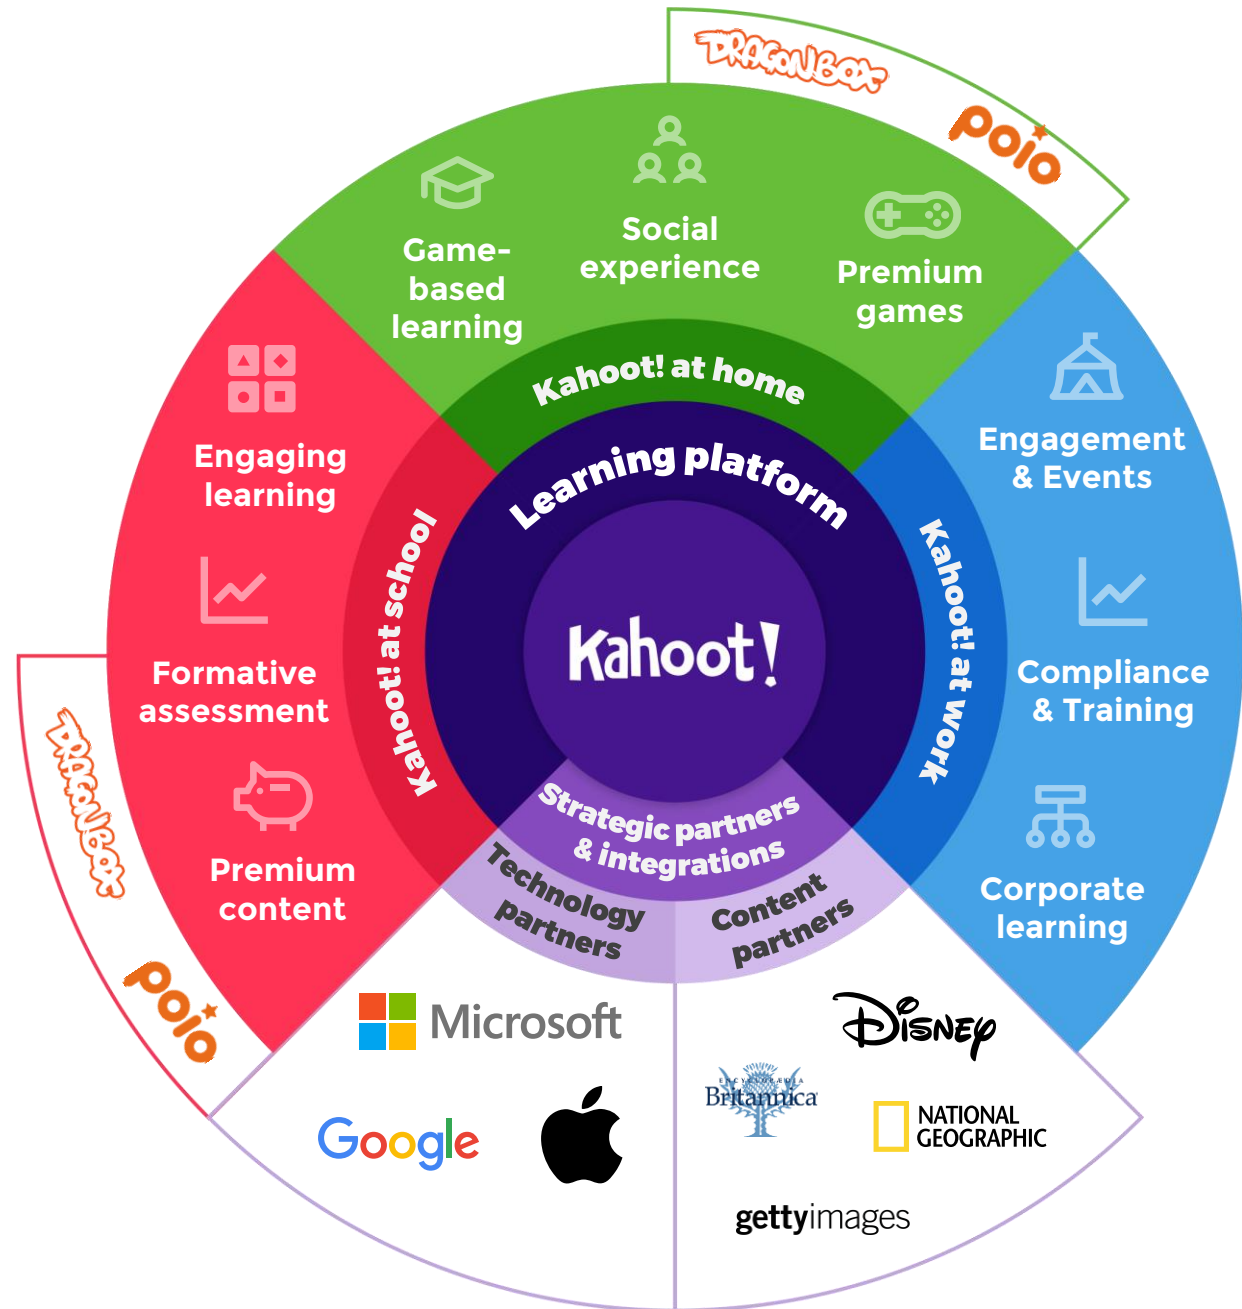 DRAGONBOX
poio
Game-
based
learning
Social
experience
Premium
games
Kahoot! at home
Engaging
learning
Formative
assessment
Premium
content
Kahoot! at school
Learning platform
Kahoot!
Kahoot! at work
Engagement
& Events
Compliance
& Training
Corporate
learning
DRAGONBOX
poio
Strategic partners
& integrations
Technology
partners
Content
partners
Microsoft
Google
DISNEY
ENCYCLOPÆDIA
Britannica
NATIONAL
GEOGRAPHIC
gettyimages